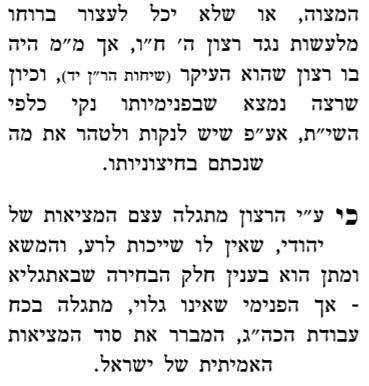 המצוה, או שלא יכל לעצור ברוחו
מלעשות נגד רצון ה׳ ח״ו, אך מ״מ היה
בו רצון שהוא העיקר (שיחות הר״ן יד), וכיון
שרצה נמצא שבפנימיותו נקי כלפי
השי״ת, אע״פ שיש לנקות ולטהר את מה
שנכתם בחיצוניותו.
כי ע״י הרצון מתגלה עצם המציאות של
יהודי, שאין לו שייכות לרע, והמשא
ומתן הוא בענין חלק הבחירה שבאתגליא
- אך הפנימי שאינו גלוי, מתגלה בכח
עבודת הכה״ג, המברר את סוד המציאות
האמיתית של ישראל.